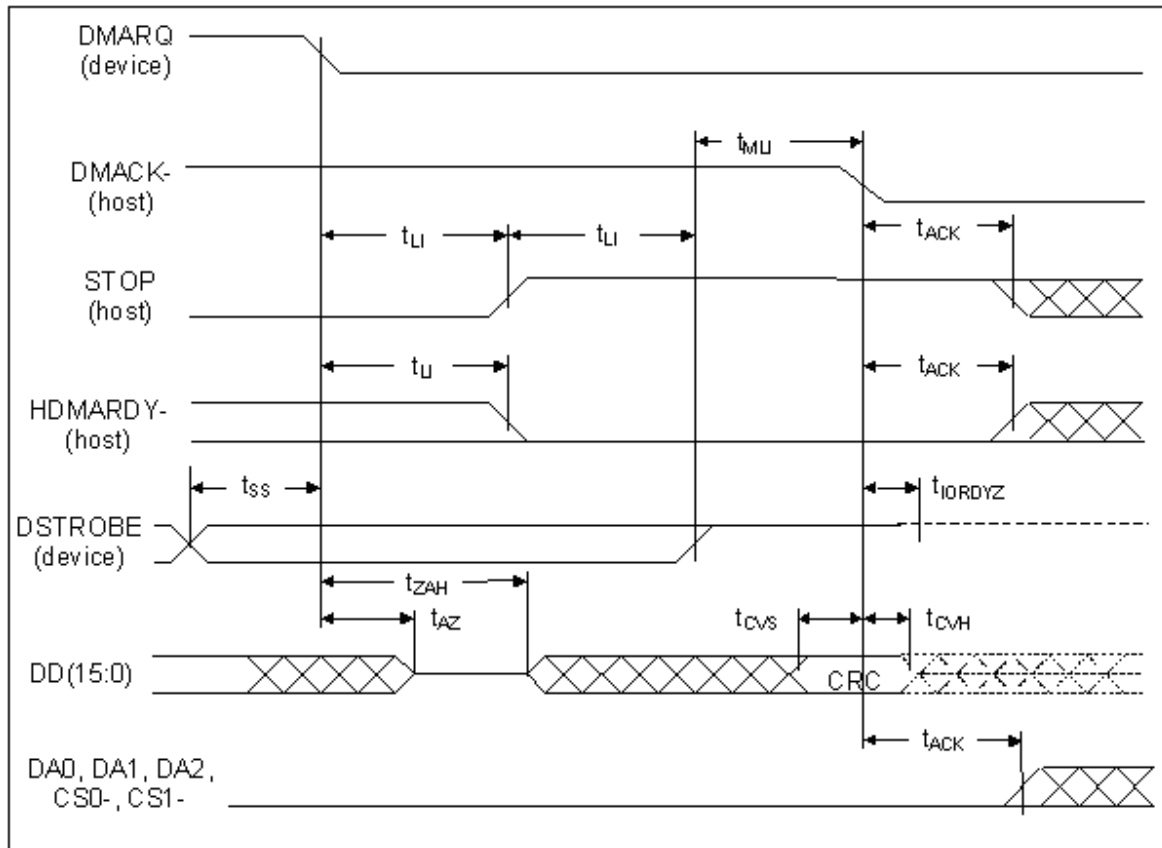 DMARQ
(device)
tMLI
DMACK-
(host)
tLI
tLI
tACK
STOP
(host)
tLI
tACK
HDMARDY-
(host)
tSS
tIORDYZ
DSTROBE
(device)
tZAH
tAZ
tCVS
tCVH
DD(15:0)
CRC
tACK
DA0, DA1, DA2,
CS0-, CS1-